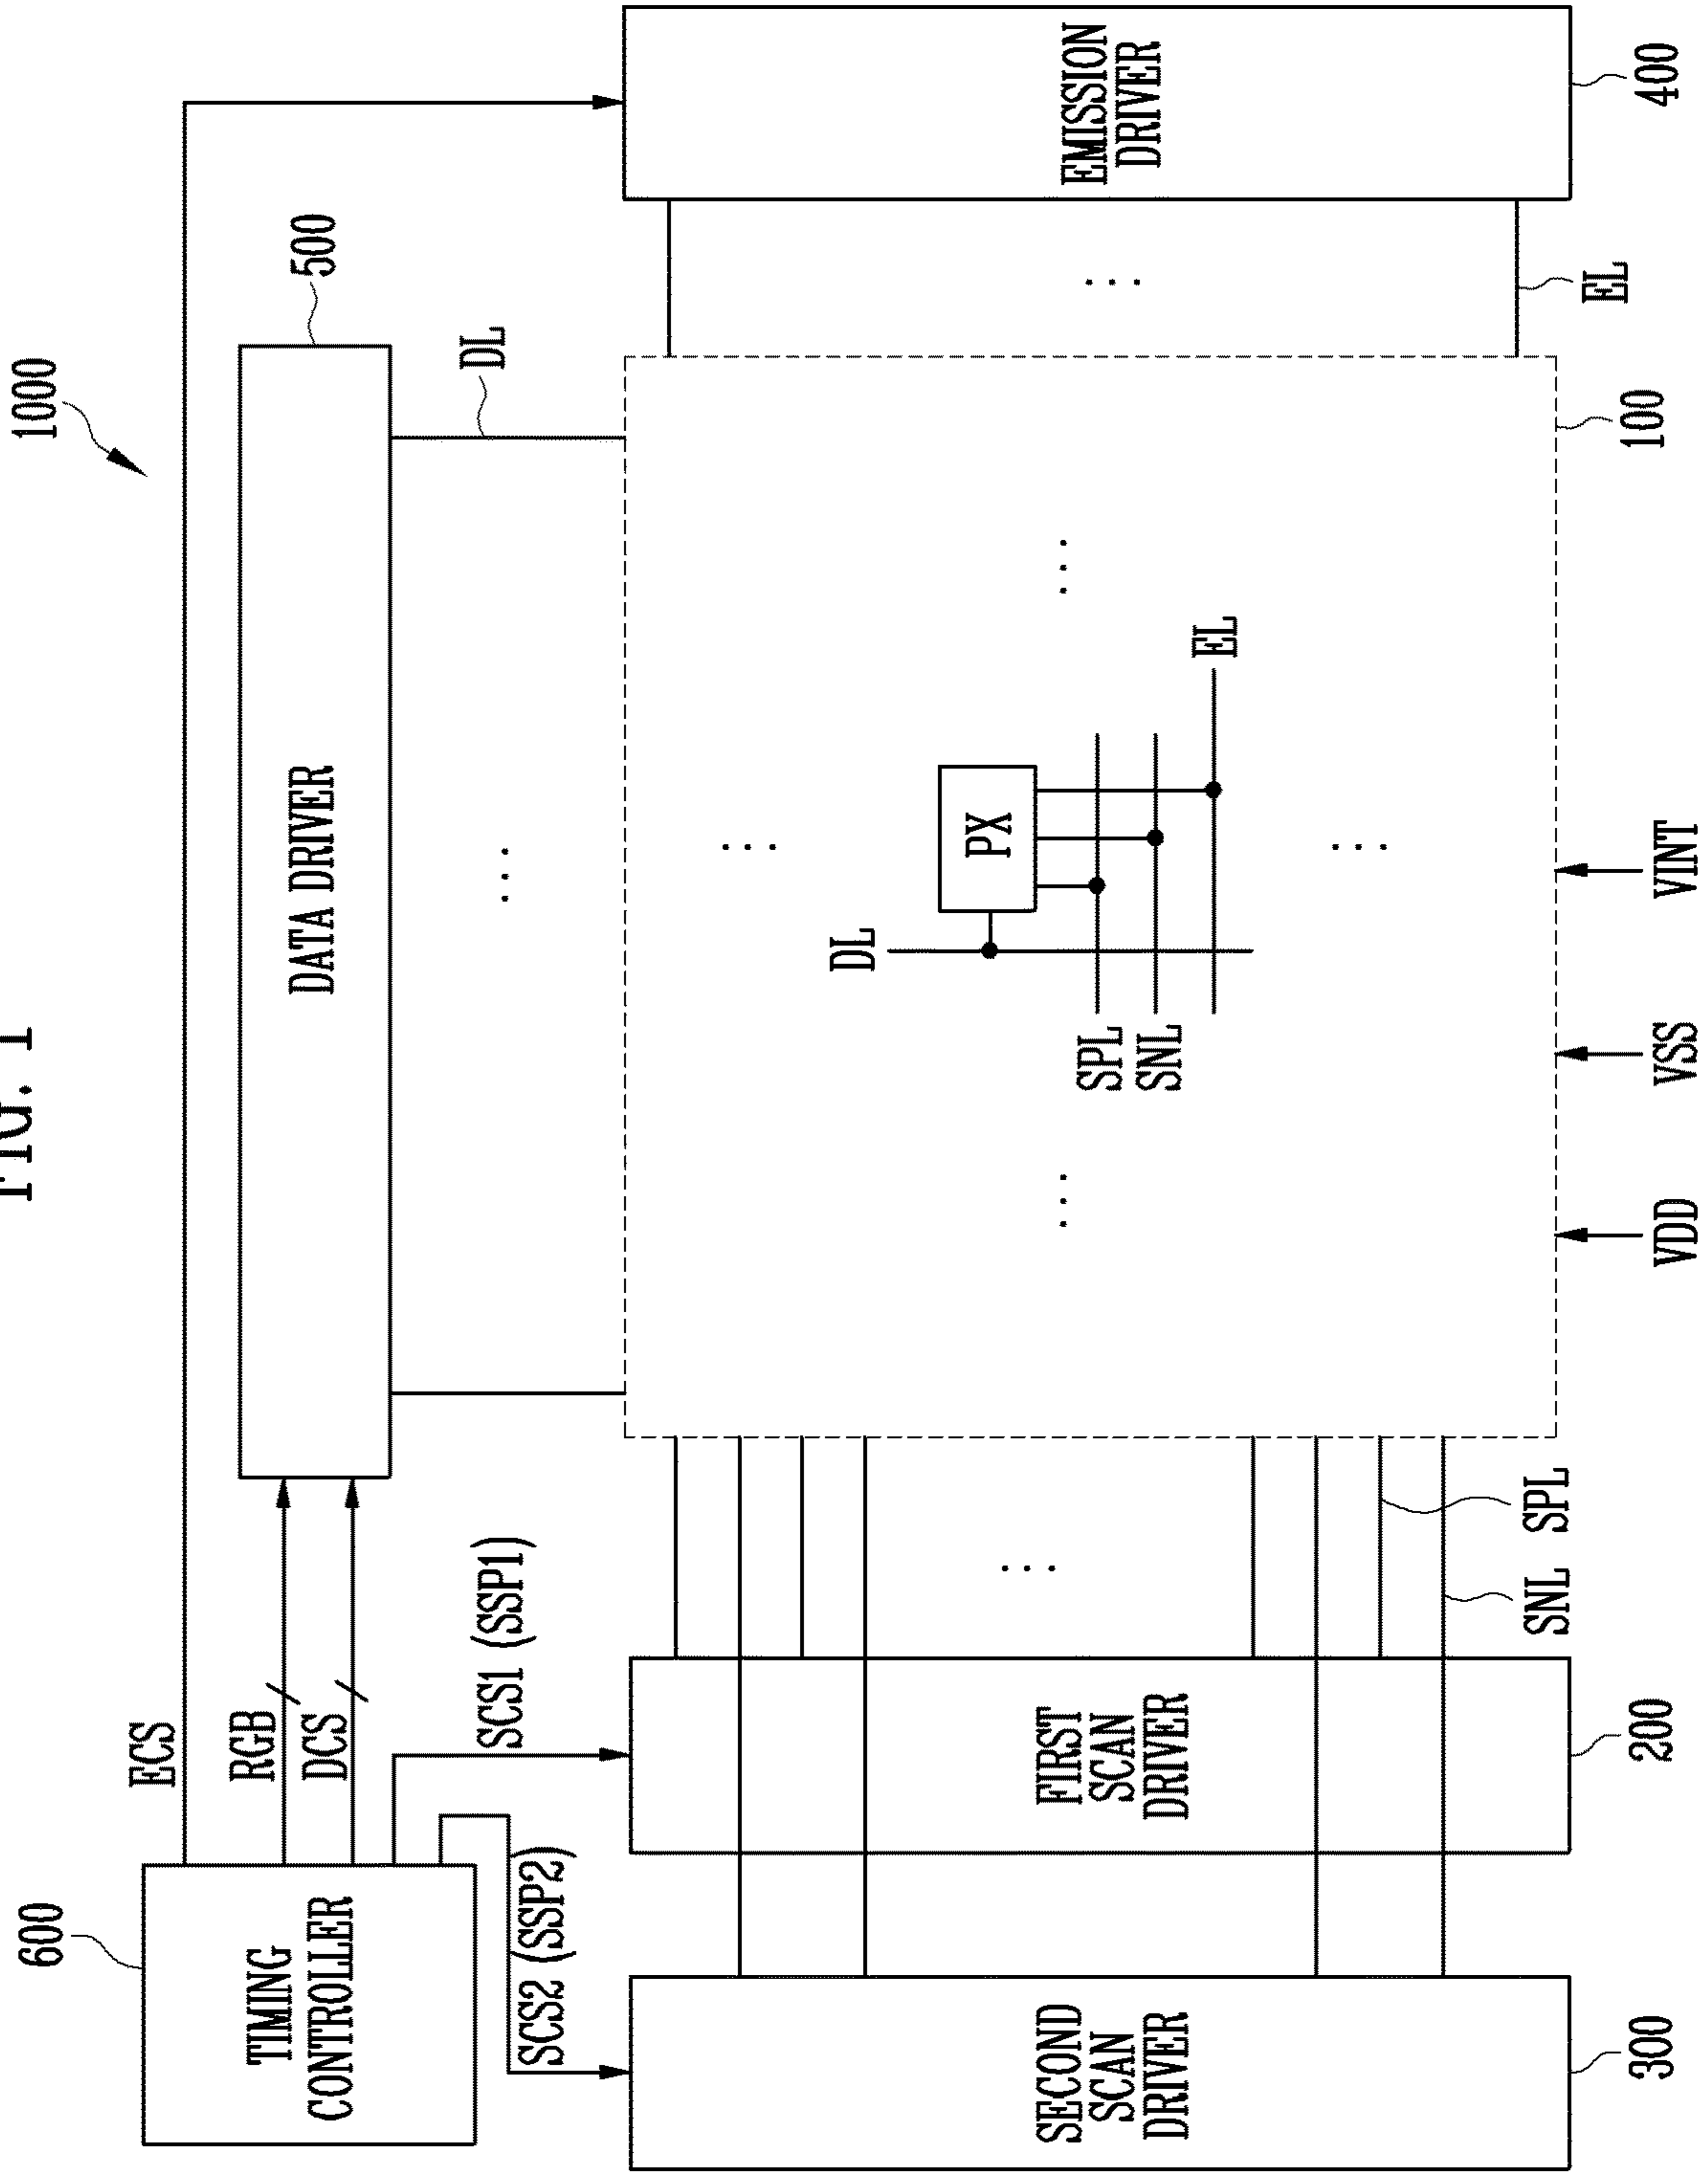 FIG. 1
1000
600
TIMING
CONTROLLER
ECS
RGB
DCS
DATA DRIVER
500
SCS1 (SSP1)
SCS2 (SSP2)
DL
SECOND
SCAN
DRIVER
300
FIRST
SCAN
DRIVER
200
SNL
SPL
DL
PX
SPL
SNL
EL
EMISSION
DRIVER
400
EL
100
VDD
VSS
VINT